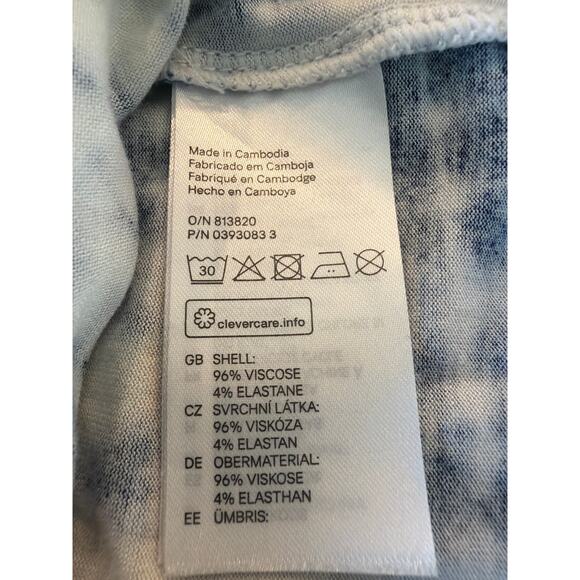 Made in Cambodia
Fabricado em Camboja
Fabriqué en Cambodge
Hecho en Camboya
O/N 813820
P/N 0393083 3
30
clevercare.info
GB SHELL:
96% VISCOSE
4% ELASTANE
CZ SVRCHNÍ LÁTKA:
96% VISKÓZA
4% ELASTAN
DE OBERMATERIAL:
96% VISKOSE
4% ELASTHAN
EE ÜMBRIS: